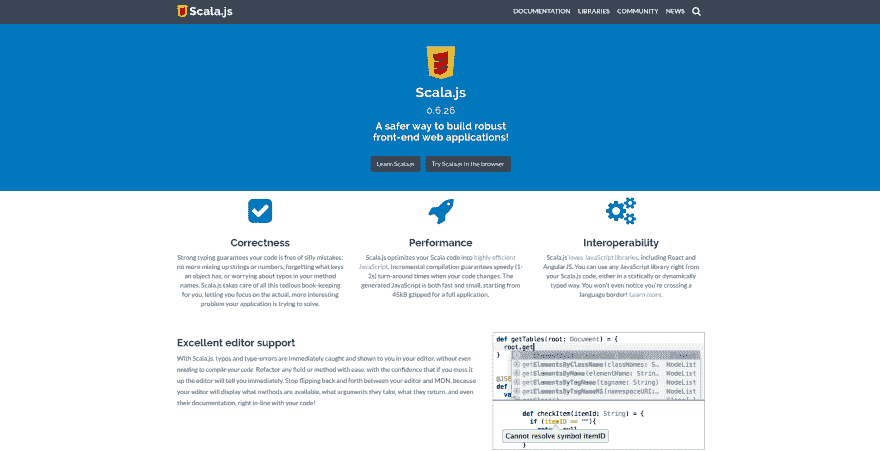 Scala.js
DOCUMENTATION LIBRARIES COMMUNITY NEWS
Scala.js
0.6.26
A safer way to build robust
front-end web applications!
Learn Scala.js Try Scala.js in the browser
Correctness
Strong typing guarantees your code is free of silly mistakes;
no more mixing up strings or numbers, forgetting what keys
an object has, or worrying about typos in your method
names. Scala.js takes care of all the tedious book-keeping
for you, letting you focus on the actual, more interesting
problem your application is trying to solve.
Performance
Scala.js optimizes your Scala code into highly efficient
JavaScript. Incremental compilation guarantees speedy (1-
2s) turn-around times when your code changes. The
generated JavaScript is both fast and small, starting from
45kB gzipped for a full application.
Interoperability
Scala.js loves JavaScript libraries, including React and
AngularJS. You can use any JavaScript library right from
your Scala.js code, either in a statically or dynamically
typed way. You won't even notice you're crossing a
language border! Learn more.
Excellent editor support
With Scala.js, typos and type-errors are immediately caught and shown to you in your editor, without even
needing to compile your code. Refactor any field or method with ease, with the confidence that if you mess it
up the editor will tell you immediately. Stop flipping back and forth between your editor and MDN, because
your editor will display what methods are available, what arguments they take, what they return, and even
their documentation, right in-line with your code!
def getTables(root: Document) = {
root.get
}
getElementsByClassName(classNames: S… NodeList
getElementsByName(elementName: Strin… NodeList
@JSE
getElementsByTagName(tagname: String) NodeList
def
getElementsByTagNameNS(namespaceURI:… NodeList
va
def checkItem(itemId: String) = {
if (itemID == ""){
Cannot resolve symbol itemID
}